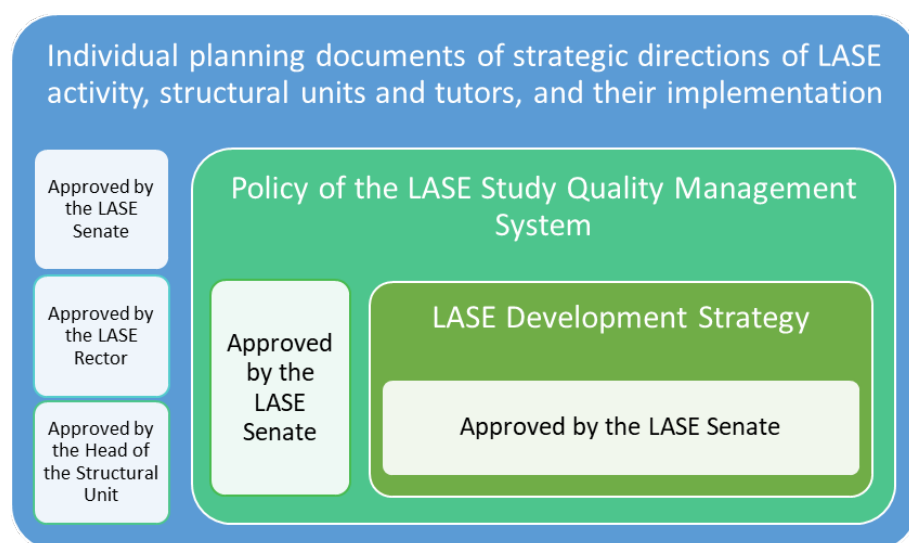 Individual planning documents of strategic directions of LASE
activity, structural units and tutors, and their implementation
Approved by
the LASE
Senate
Approved by
the LASE
Rector
Approved by
the Head of
the Structural
Unit
Policy of the LASE Study Quality Management
System
Approved
by the
LASE
Senate
LASE Development Strategy
Approved by the LASE Senate